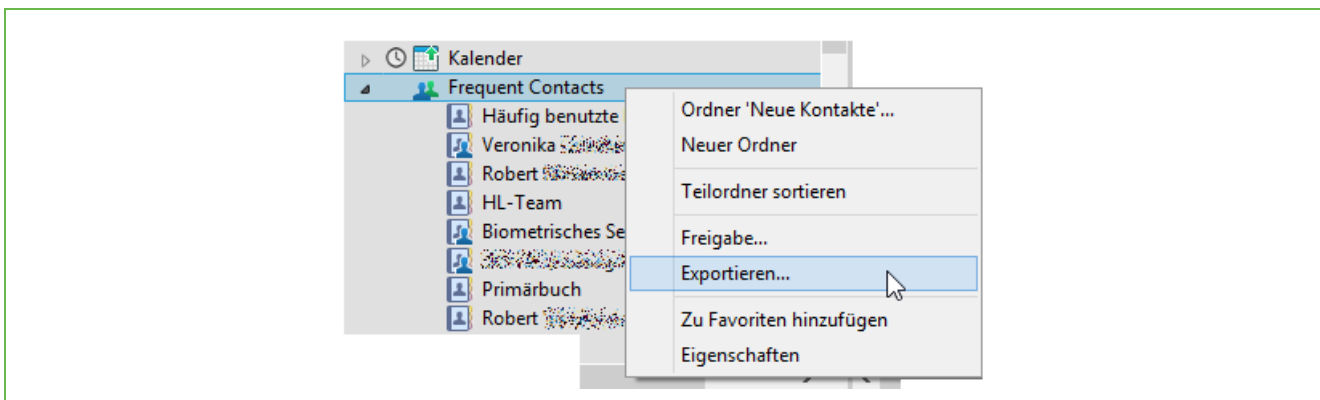 Kalender
Frequent Contacts
Häufig benutzte
Veronika
Robert
HL-Team
Biometrisches Se
Primärbuch
Robert
Ordner 'Neue Kontakte'...
Neuer Ordner
Teilordner sortieren
Freigabe...
Exportieren...
Zu Favoriten hinzufügen
Eigenschaften